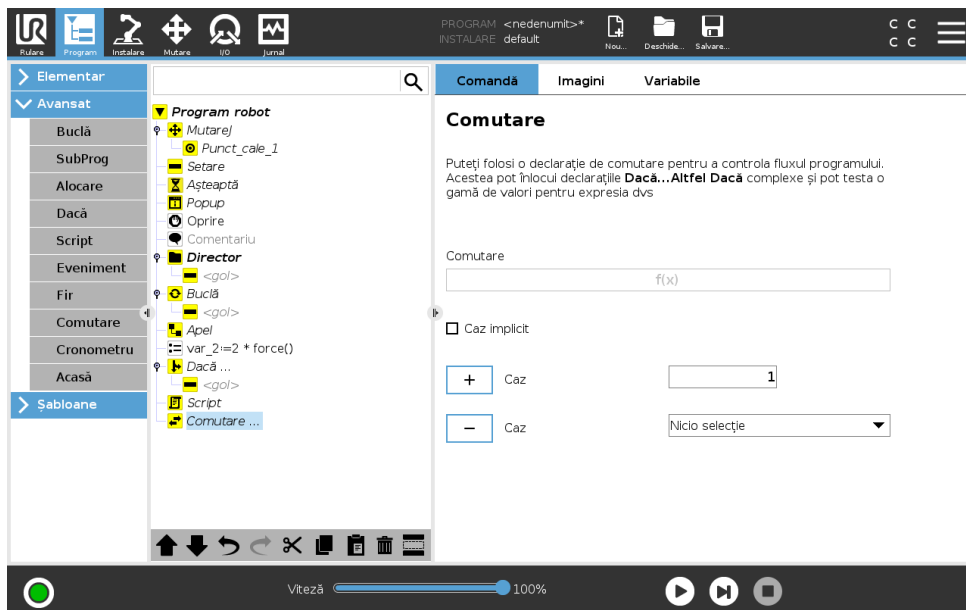 PROGRAM <nedenumit>*
INSTALARE default
Rulare Program Instalare Mutare I/O Jurnal Nou... Deschide... Salvare...
C C
C C
Elementar
Avansat
Buclă
SubProg
Alocare
Dacă
Script
Eveniment
Fir
Comutare
Cronometru
Acasă
Șabloane
Program robot
MutareJ
Punct_cale_1
Setare
Așteaptă
Popup
Oprire
Comentariu
Director
<gol>
Buclă
<gol>
Apel
var_2:=2 * force()
Dacă ...
<gol>
Script
Comutare ...
Comandă Imagini Variabile
Comutare
Puteți folosi o declarație de comutare pentru a controla fluxul programului.
Acestea pot înlocui declarațiile Dacă...Altfel Dacă complexe și pot testa o
gamă de valori pentru expresia dvs
Comutare
f(x)
Caz implicit
+ Caz 1
− Caz Nicio selecție
Viteză 100%